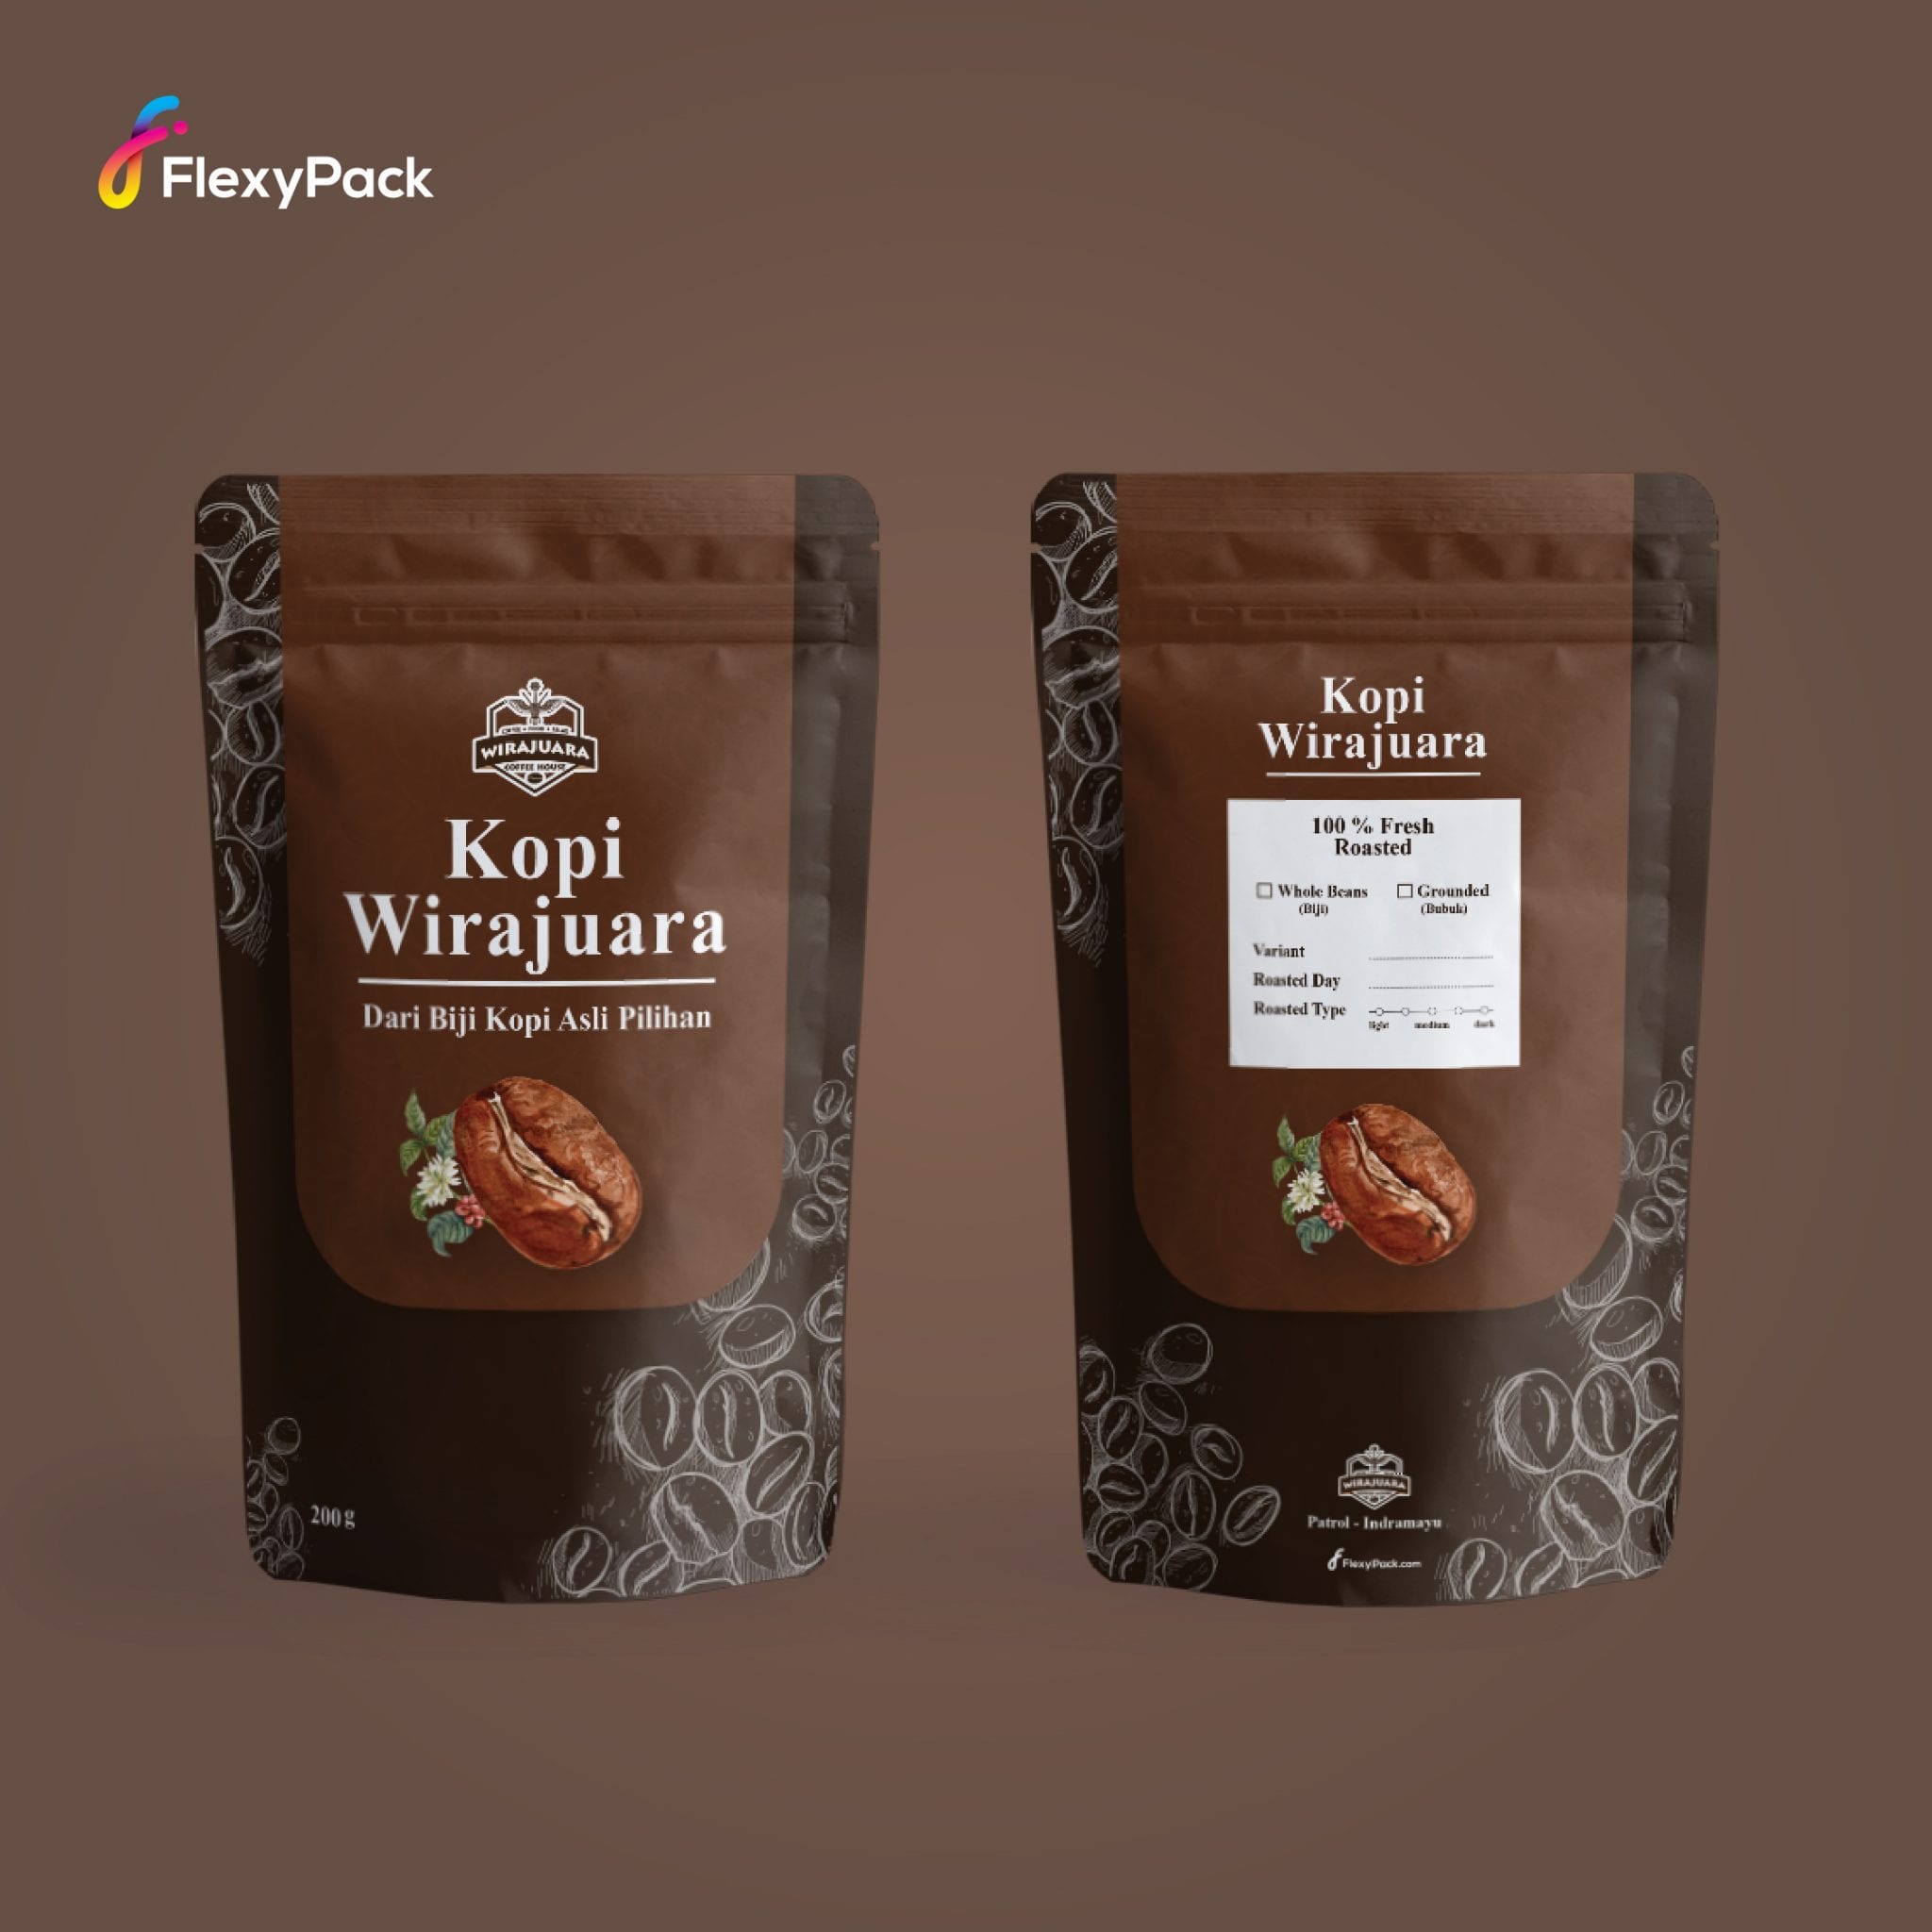 FlexyPack
WIRAJUARA
COFFEE HOUSE
Kopi
Wirajuara
Dari Biji Kopi Asli Pilihan
200 g
Kopi
Wirajuara
100 % Fresh
Roasted
Whole Beans Grounded
(Biji) (Bubuk)
Variant
Roasted Day
Roasted Type
light medium dark
WIRAJUARA
Patrol - Indramayu
FlexyPack.com